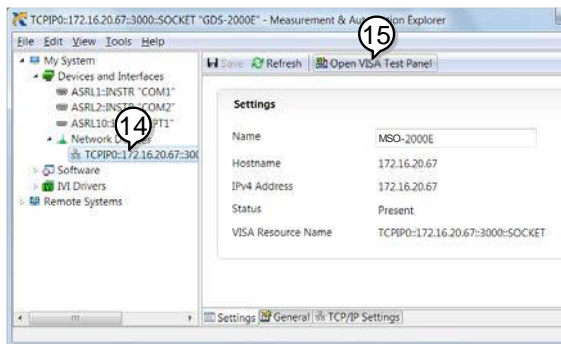 TCPIP0::172.16.20.67::3000::SOCKET "GDS-2000E" - Measurement & Automation Explorer
File Edit View Tools Help
My System
Devices and Interfaces
ASRL1::INSTR "COM1"
ASRL2::INSTR "COM2"
ASRL10::I PT1"
Network D es
TCPIP0::172.16.20.67::300
Software
IVI Drivers
Remote Systems
14
15
Save Refresh Open VISA Test Panel
Settings
Name MSO-2000E
Hostname 172.16.20.67
IPv4 Address 172.16.20.67
Status Present
VISA Resource Name TCPIP0::172.16.20.67::3000::SOCKET
Settings General TCP/IP Settings